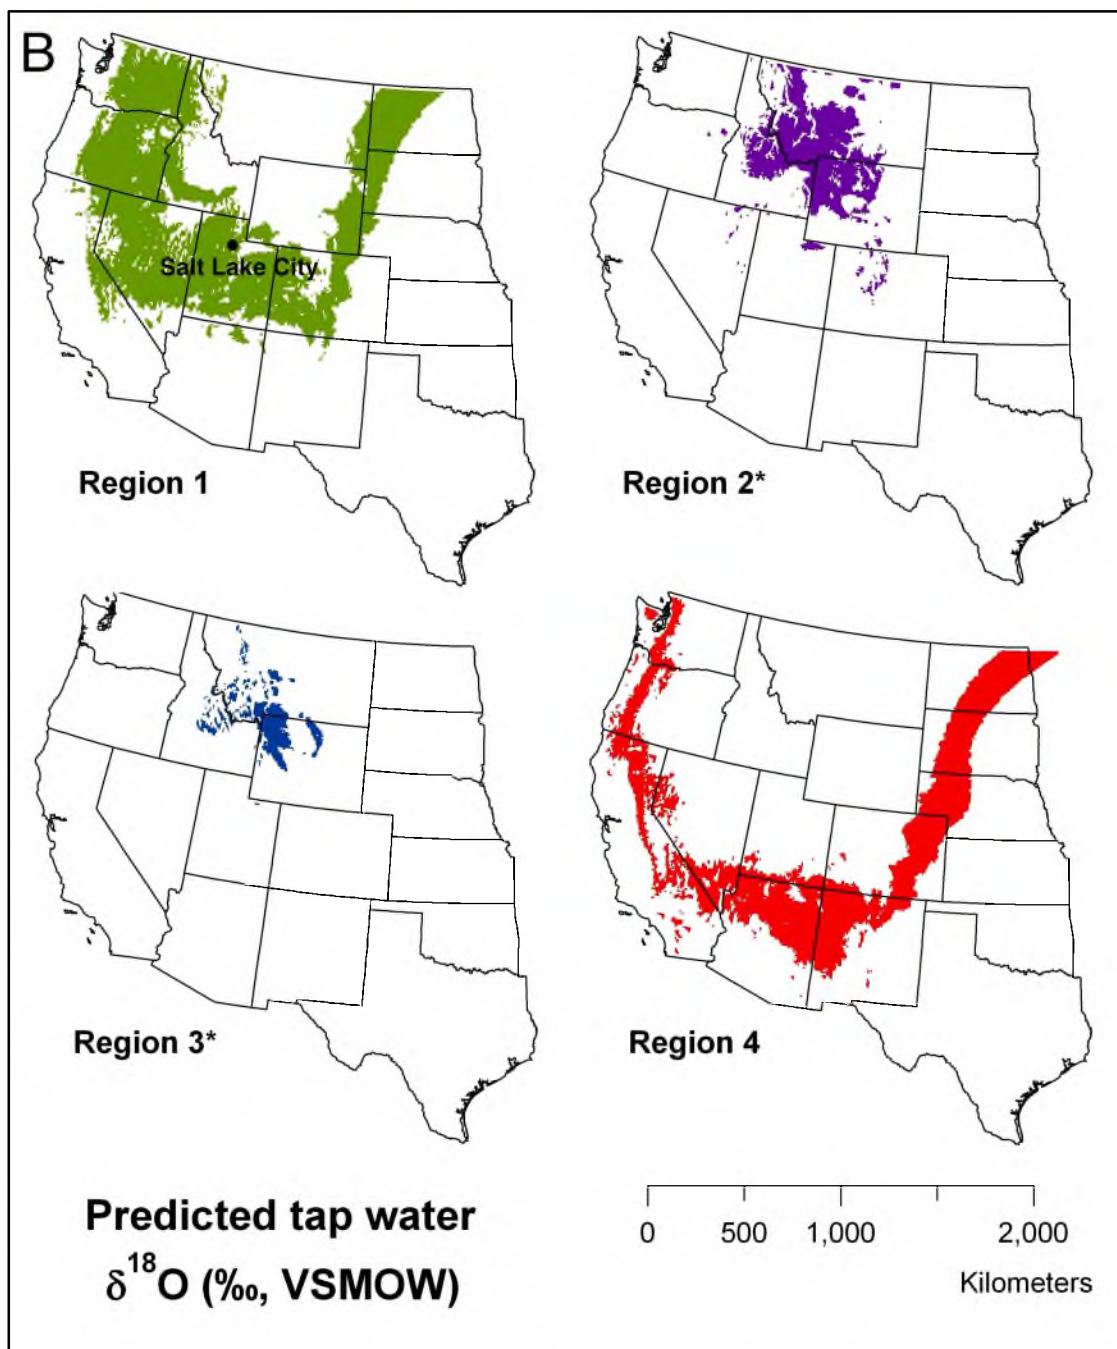 B
Salt Lake City
Region 1
Region 2*
Region 3*
Region 4
Predicted tap water
δ¹⁸O (‰, VSMOW)
0 500 1,000 2,000
Kilometers